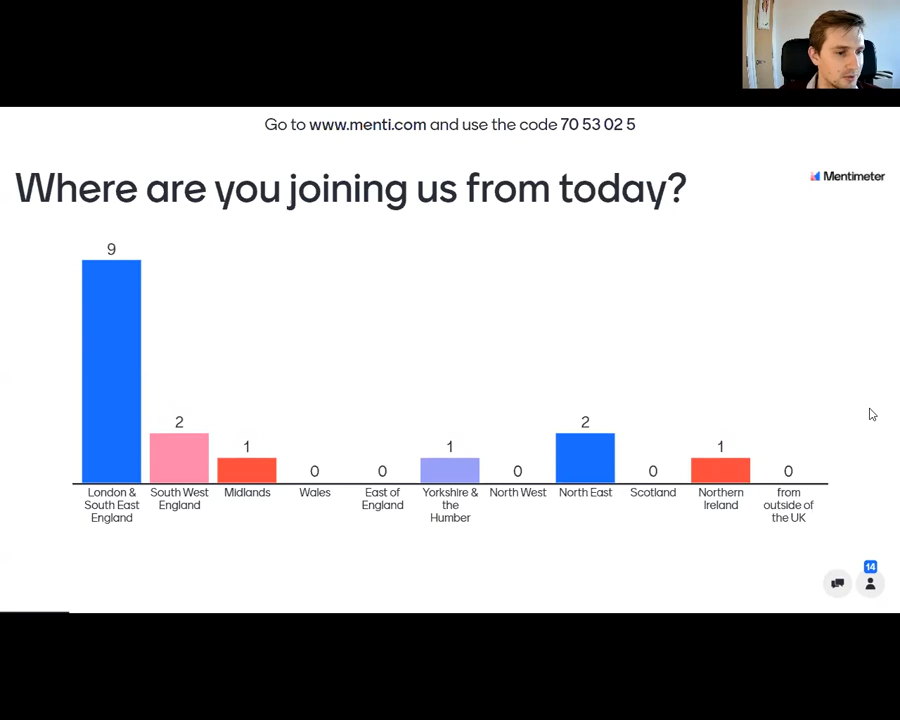 Go to www.menti.com and use the code 70 53 02 5
Where are you joining us from today?
Mentimeter
9
2
1
0
0
1
0
2
0
1
0
London &
South East
England
South West
England
Midlands
Wales
East of
England
Yorkshire &
the
Humber
North West
North East
Scotland
Northern
Ireland
from
outside of
the UK
14